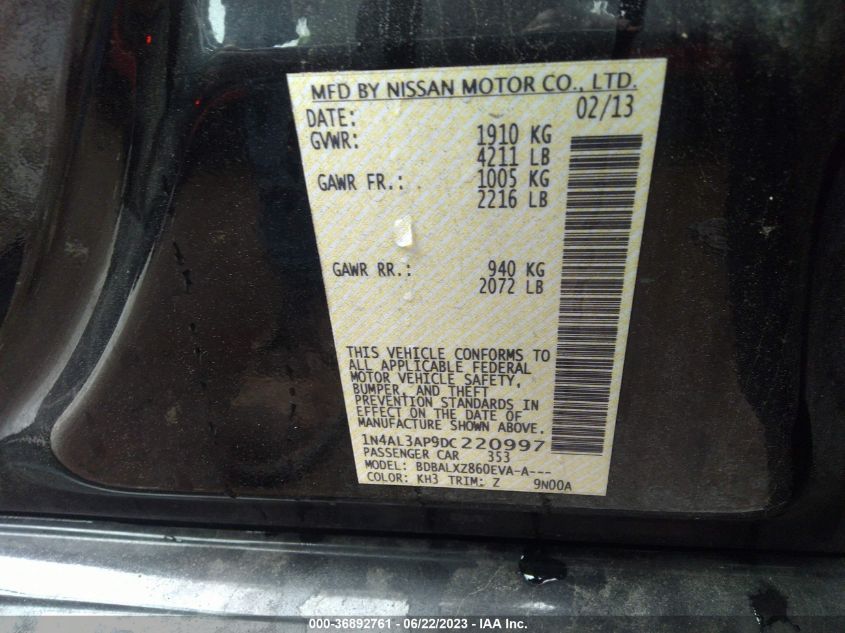 MFD BY NISSAN MOTOR CO., LTD.
DATE: 02/13
GVWR: 1910 KG
4211 LB
GAWR FR.: 1005 KG
2216 LB
GAWR RR.: 940 KG
2072 LB
THIS VEHICLE CONFORMS TO
ALL APPLICABLE FEDERAL
MOTOR VEHICLE SAFETY,
BUMPER, AND THEFT
PREVENTION STANDARDS IN
EFFECT ON THE DATE OF
MANUFACTURE SHOWN ABOVE.
1N4AL3AP9DC220997
PASSENGER CAR 353
MODEL: BDBALXZ860EVA-A---
COLOR: KH3 TRIM: Z 9N00A
000-36892761 - 06/22/2023 - IAA Inc.